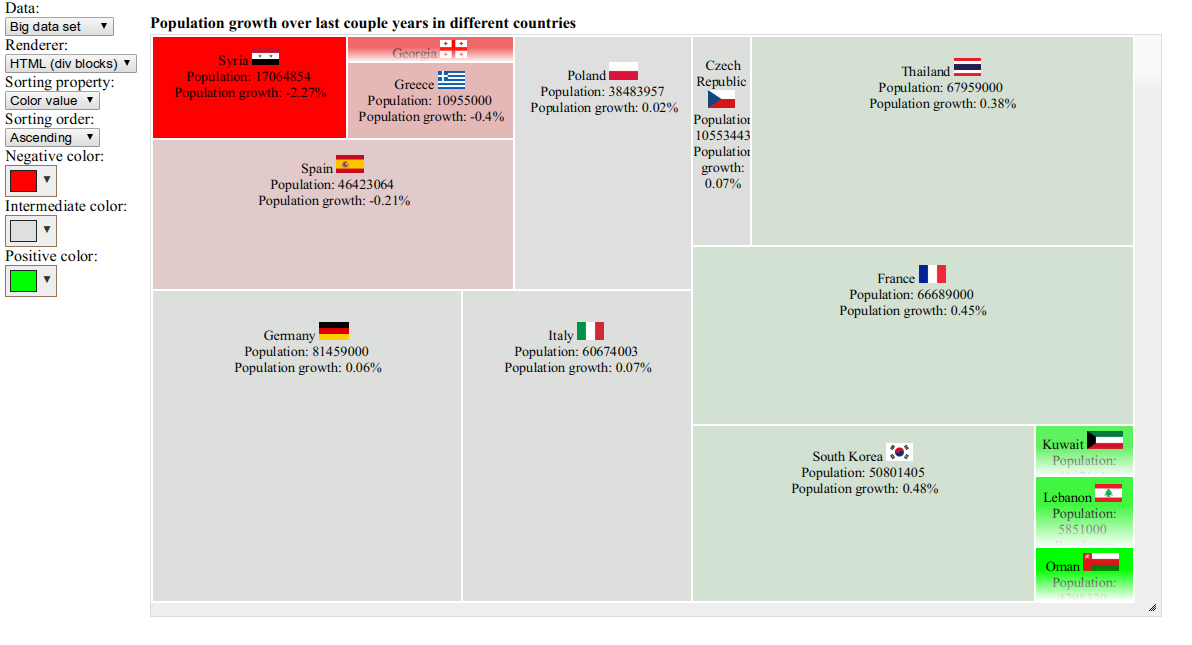 Data:
Big data set
Renderer:
HTML (div blocks)
Sorting property:
Color value
Sorting order:
Ascending
Negative color:
Intermediate color:
Positive color:
Population growth over last couple years in different countries
Syria
Population: 17064854
Population growth: -2.27%
Georgia
Greece
Population: 10955000
Population growth: -0.4%
Spain
Population: 46423064
Population growth: -0.21%
Poland
Population: 38483957
Population growth: 0.02%
Czech
Republic
Population
10553443
Population
growth:
0.07%
Thailand
Population: 67959000
Population growth: 0.38%
Germany
Population: 81459000
Population growth: 0.06%
Italy
Population: 60674003
Population growth: 0.07%
France
Population: 66689000
Population growth: 0.45%
South Korea
Population: 50801405
Population growth: 0.48%
Kuwait
Population:
Lebanon
Population:
5851000
Oman
Population: